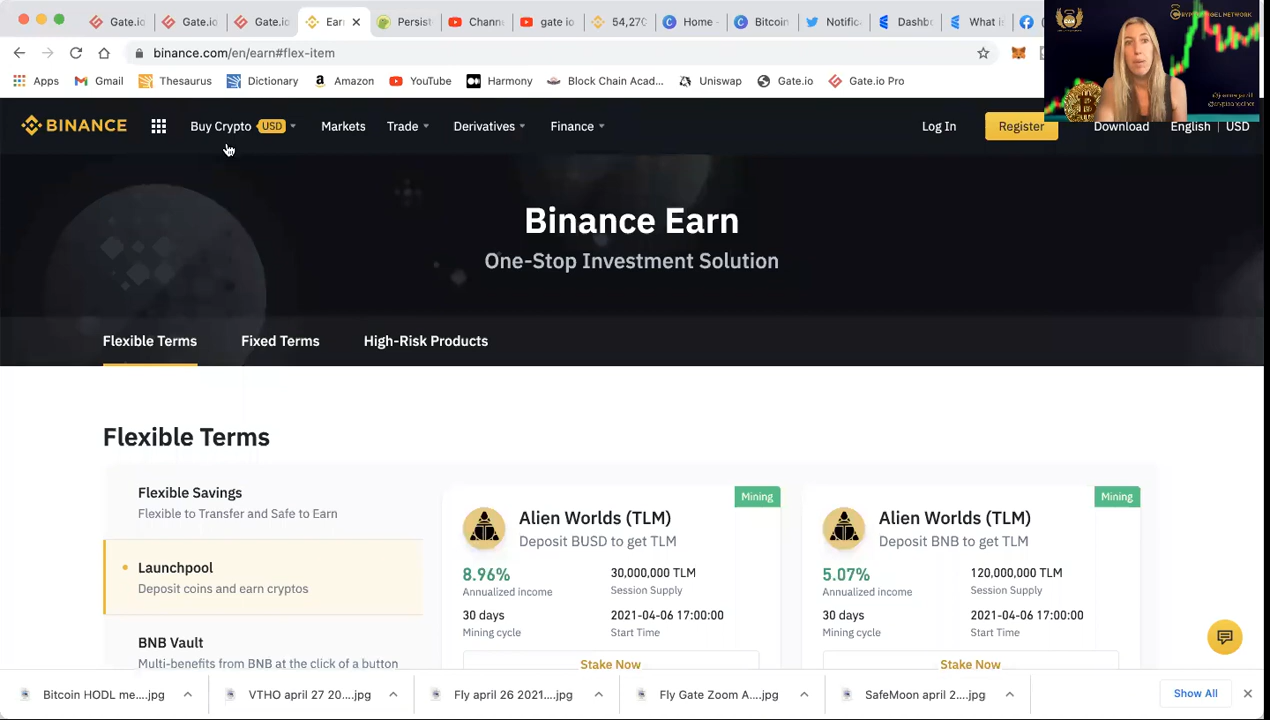 Gate.io
Gate.io
Gate.io
Earn
Persist
Chann
gate io
54,27
Home -
Bitcoin
Notific
Dashb
What is
binance.com/en/earn#flex-item
Apps Gmail Thesaurus Dictionary Amazon YouTube Harmony Block Chain Acad... Uniswap Gate.io Gate.io Pro
BINANCE Buy Crypto USD Markets Trade Derivatives Finance Log In Register Download English | USD
Binance Earn
One-Stop Investment Solution
Flexible Terms Fixed Terms High-Risk Products
Flexible Terms
Flexible Savings
Flexible to Transfer and Safe to Earn
Launchpool
Deposit coins and earn cryptos
BNB Vault
Multi-benefits from BNB at the click of a button
Mining
Alien Worlds (TLM)
Deposit BUSD to get TLM
8.96% 30,000,000 TLM
Annualized income Session Supply
30 days 2021-04-06 17:00:00
Mining cycle Start Time
Stake Now
Mining
Alien Worlds (TLM)
Deposit BNB to get TLM
5.07% 120,000,000 TLM
Annualized income Session Supply
30 days 2021-04-06 17:00:00
Mining cycle Start Time
Stake Now
Bitcoin HODL me....jpg VTHO april 27 20....jpg Fly april 26 2021....jpg Fly Gate Zoom A....jpg SafeMoon april 2....jpg Show All